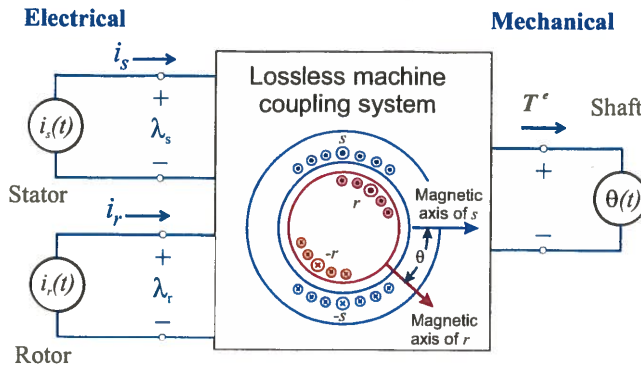 Electrical
Mechanical
i_s
Lossless machine
coupling system
T^e
Shaft
+
i_s(t)
λ_s
−
Stator
s
r
-r
-s
θ
Magnetic
axis of s
Magnetic
axis of r
+
θ(t)
−
i_r
+
i_r(t)
λ_r
−
Rotor